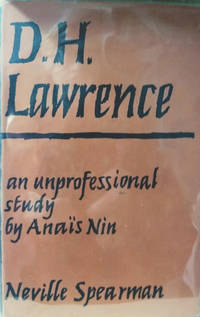 D.H.
Lawrence
an unprofessional
study
by Anaïs Nin
Neville Spearman